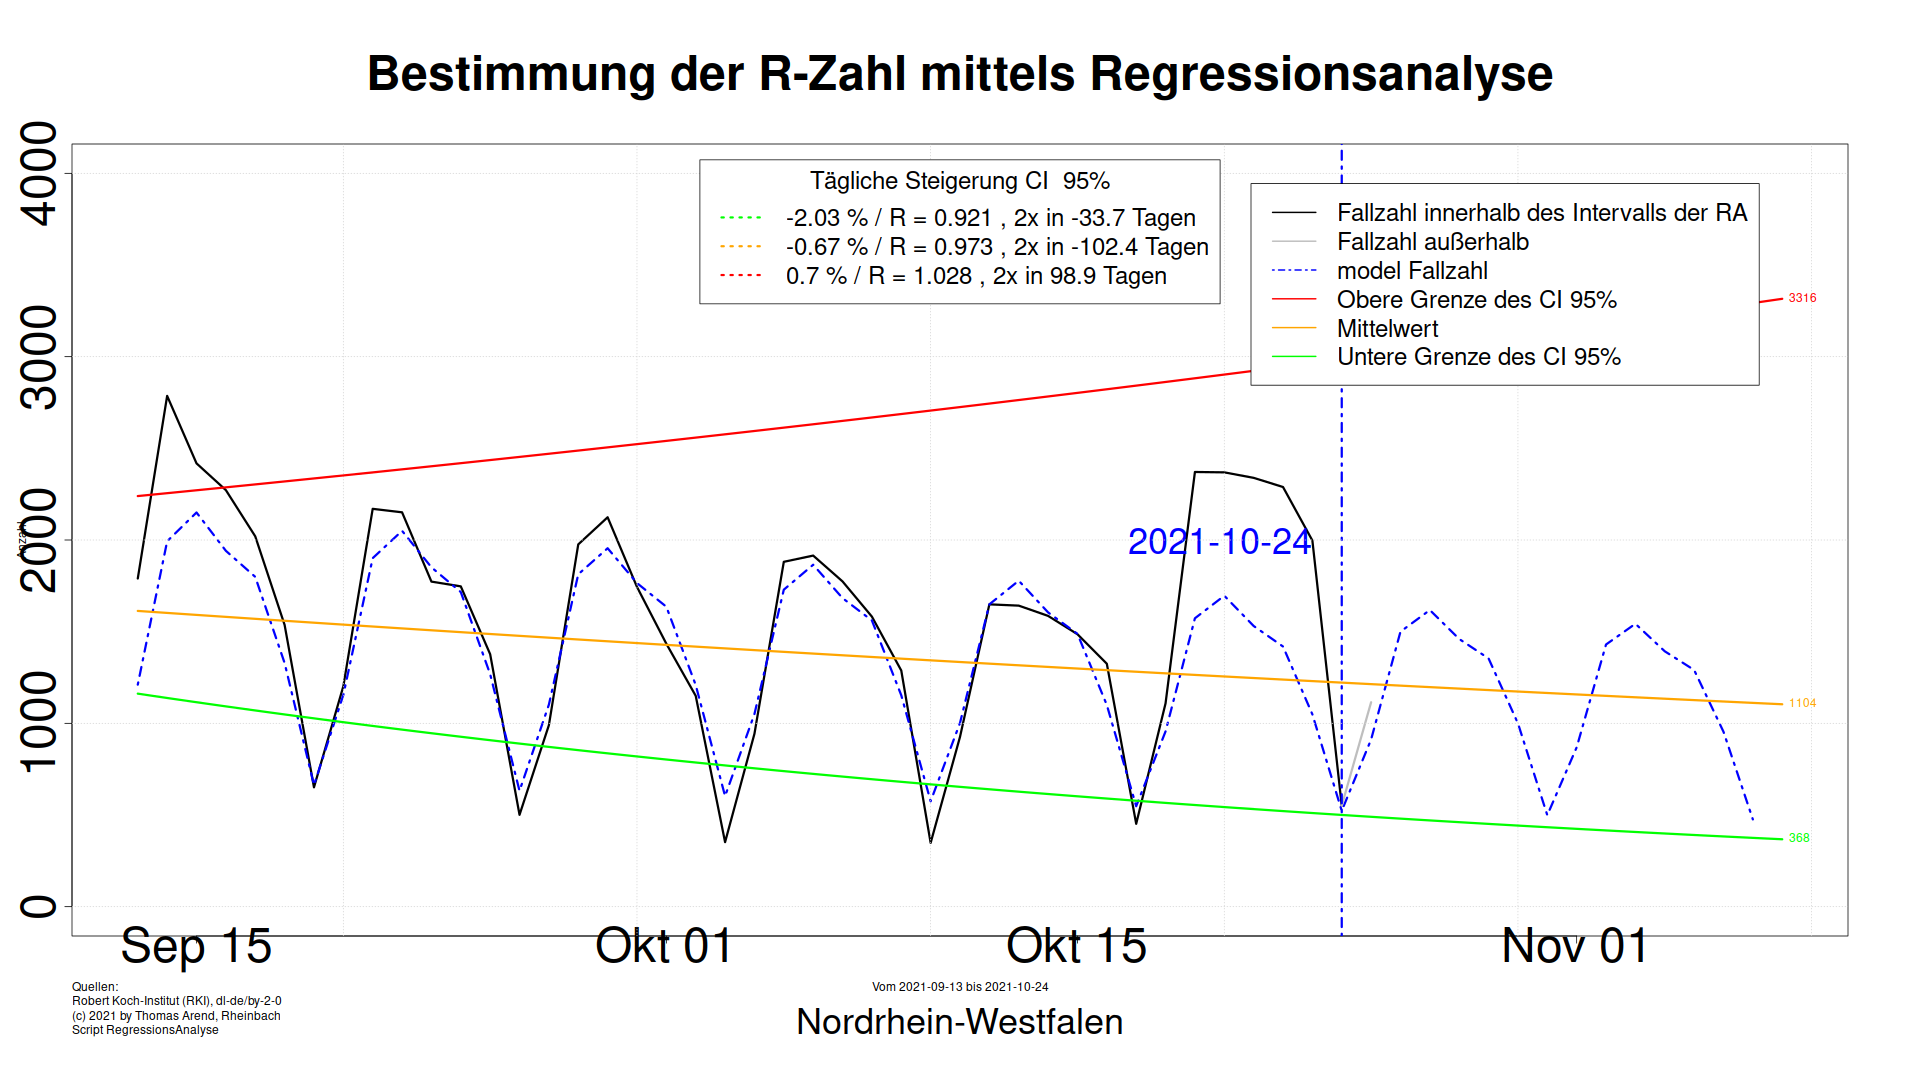 Bestimmung der R-Zahl mittels Regressionsanalyse
Anzahl
4000
3000
2000
1000
0
Tägliche Steigerung CI  95%
-2.03 % / R = 0.921 , 2x in -33.7 Tagen
-0.67 % / R = 0.973 , 2x in -102.4 Tagen
0.7 % / R = 1.028 , 2x in 98.9 Tagen
Fallzahl innerhalb des Intervalls der RA
Fallzahl außerhalb
model Fallzahl
Obere Grenze des CI 95%
Mittelwert
Untere Grenze des CI 95%
3316
2021-10-24
1104
368
Sep 15
Okt 01
Okt 15
Nov 01
Quellen:
Robert Koch-Institut (RKI), dl-de/by-2-0
(c) 2021 by Thomas Arend, Rheinbach
Script RegressionsAnalyse
Vom 2021-09-13 bis 2021-10-24
Nordrhein-Westfalen